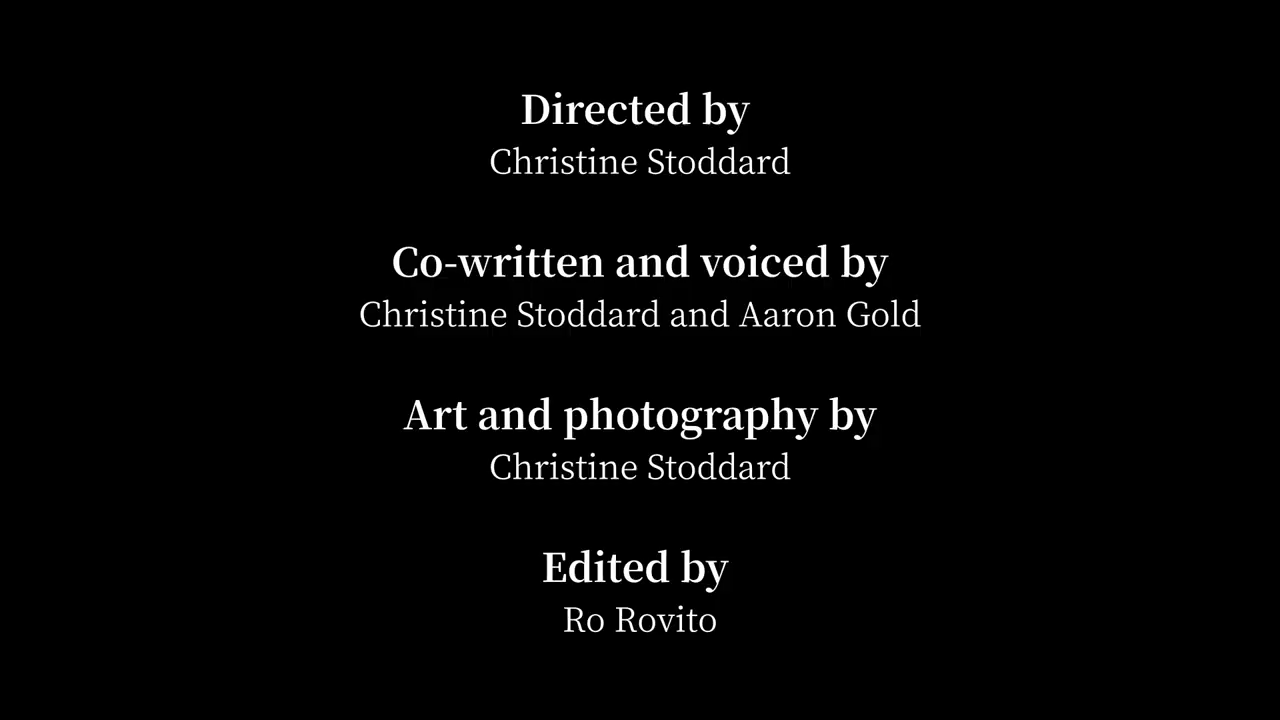 Directed by
Christine Stoddard
Co-written and voiced by
Christine Stoddard and Aaron Gold
Art and photography by
Christine Stoddard
Edited by
Ro Rovito